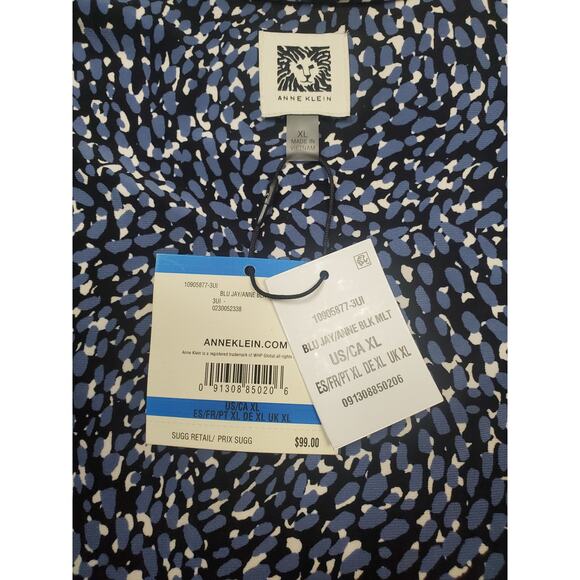 ANNE KLEIN
XL
MADE IN
VIETNAM
10905877-3UI
BLU JAY/ANNE BLK
3UI -
0230052338
ANNEKLEIN.COM
Anne Klein is a registered trademark of WHP Global all rights
0 91308 85020 6
US/CA XL
ES/FR/PT XL DE XL UK XL
SUGG RETAIL/ PRIX SUGG
$99.00
10905877-3UI
BLU JAY/ANNE BLK MLT
US/CA XL
ES/FR/PT XL DE XL UK XL
091308850206